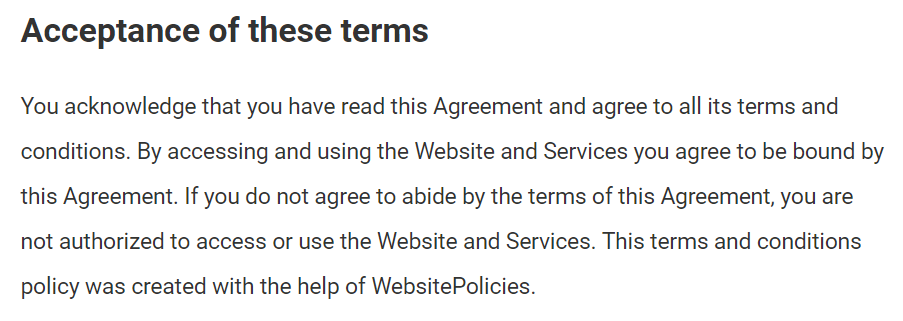 Acceptance of these terms
You acknowledge that you have read this Agreement and agree to all its terms and
conditions. By accessing and using the Website and Services you agree to be bound by
this Agreement. If you do not agree to abide by the terms of this Agreement, you are
not authorized to access or use the Website and Services. This terms and conditions
policy was created with the help of WebsitePolicies.